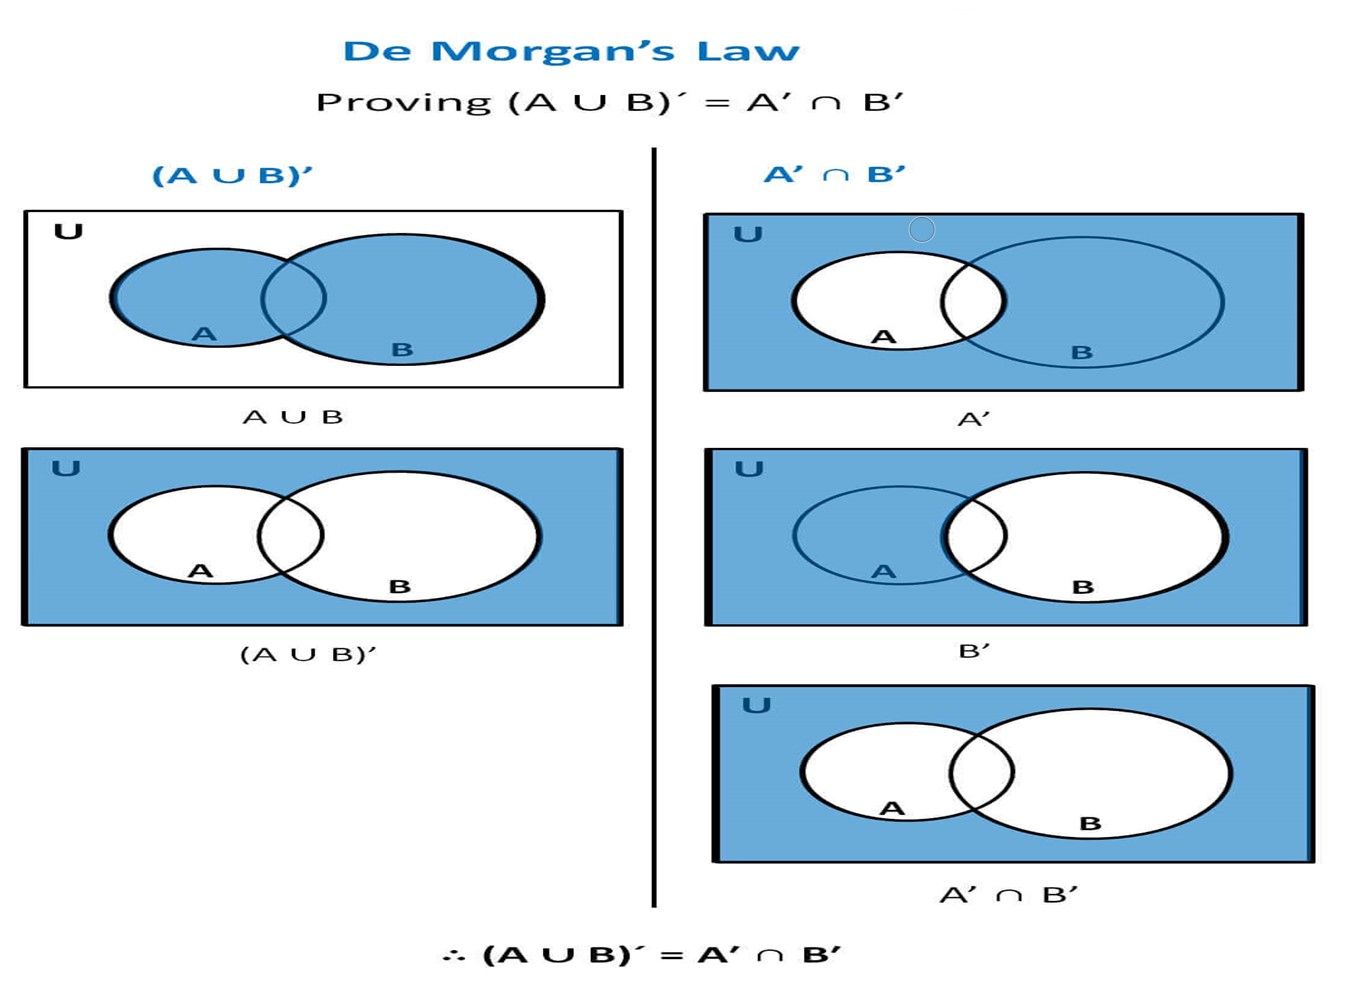 De Morgan’s Law
Proving (A ∪ B)´ = A′ ∩ B′
(A ∪ B)′
U
A
B
A ∪ B
U
A
B
(A ∪ B)′
A′ ∩ B′
U
A
B
A′
U
A
B
B′
U
A
B
A′ ∩ B′
∴ (A ∪ B)´ = A′ ∩ B′